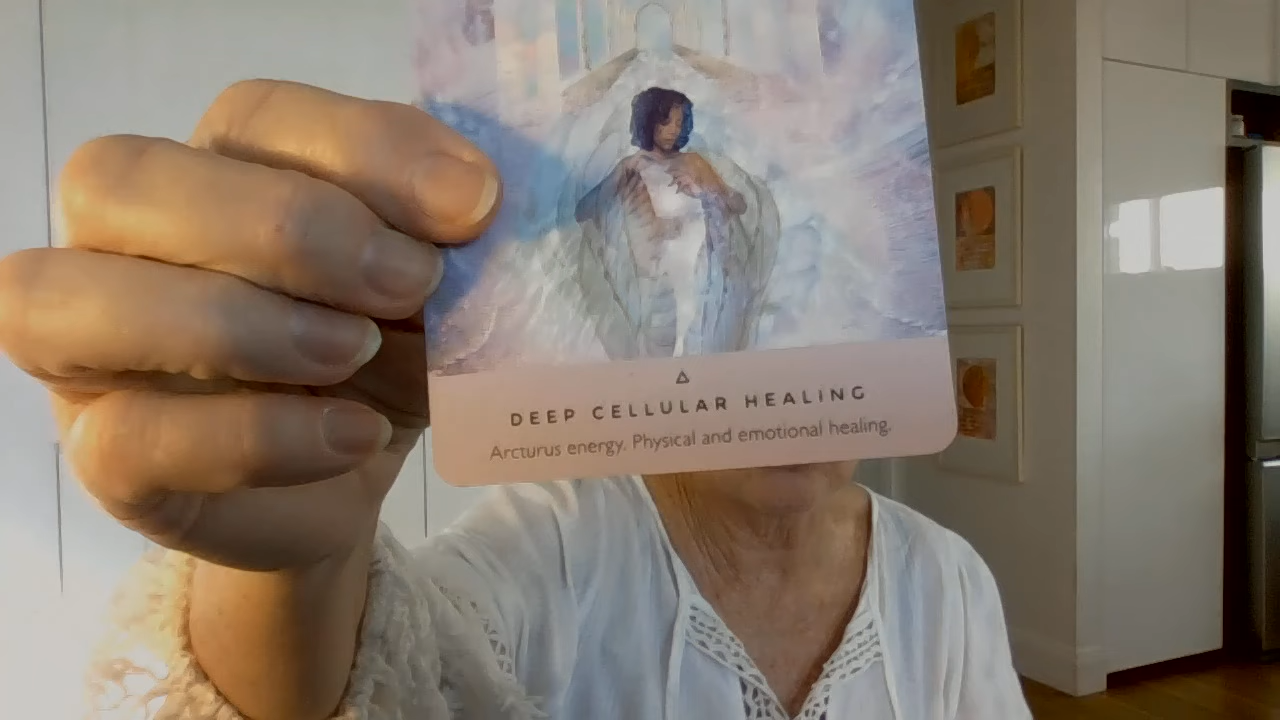 DEEP CELLULAR HEALING
Arcturus energy. Physical and emotional healing.